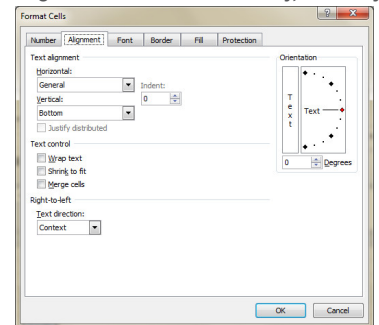 Format Cells
Number Alignment Font Border Fill Protection
Text alignment
Horizontal:
General
Indent:
Vertical:
0
Bottom
Justify distributed
Text control
Wrap text
Shrink to fit
Merge cells
Right-to-left
Text direction:
Context
Orientation
Text
Text
0 Degrees
OK Cancel